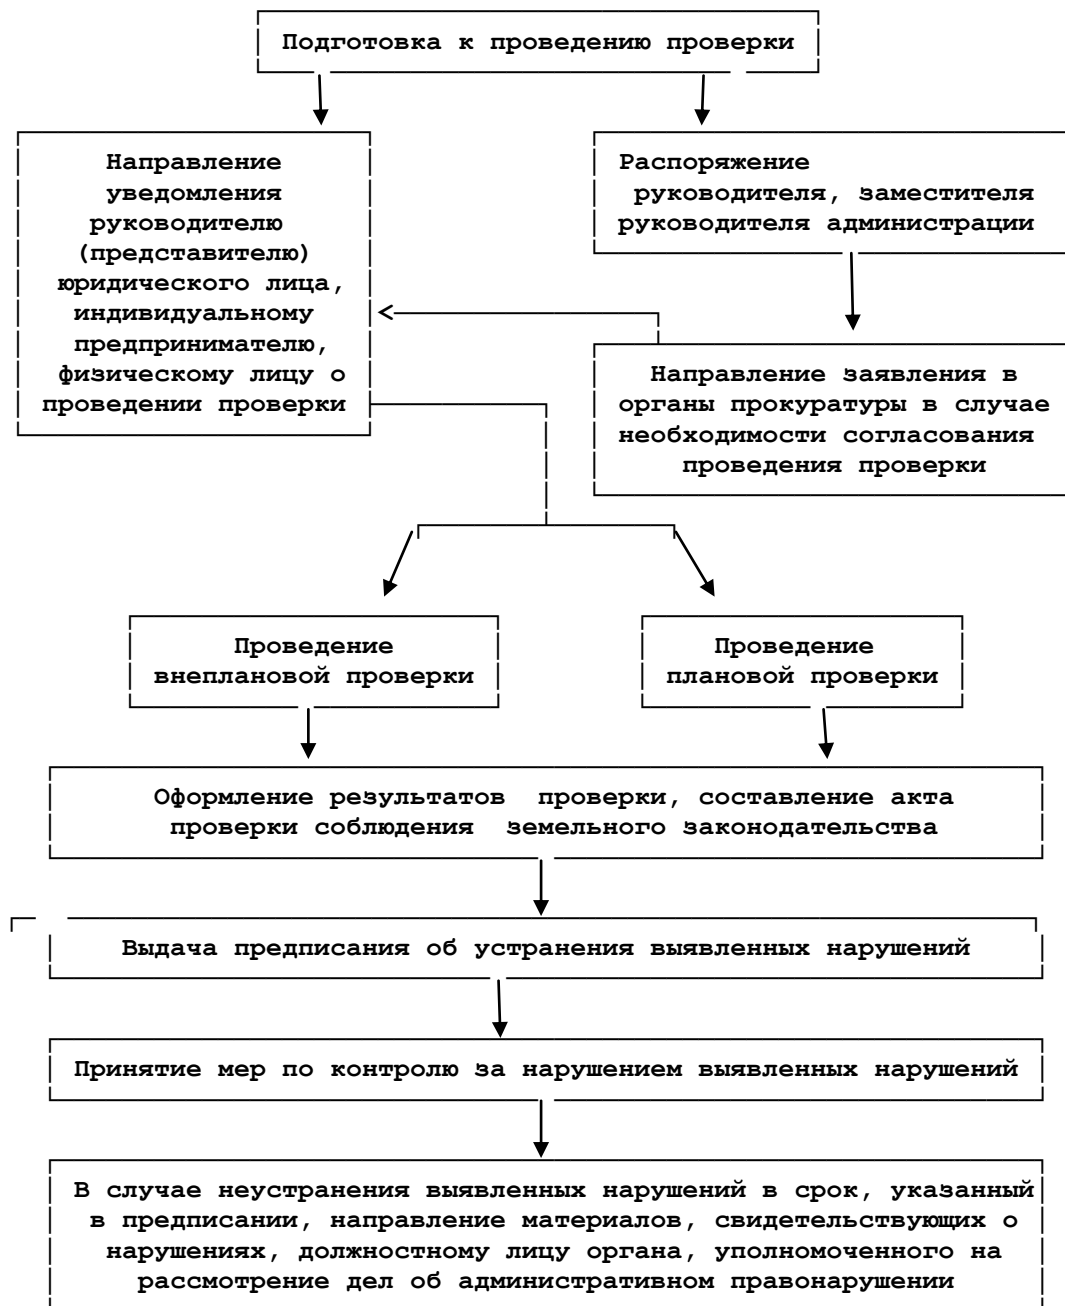 Подготовка к проведению проверки
Направление
уведомления
руководителю
(представителю)
юридического лица,
индивидуальному
предпринимателю,
физическому лицу о
проведении проверки
Распоряжение
руководителя, заместителя
руководителя администрации
Направление заявления в
органы прокуратуры в случае
необходимости согласования
проведения проверки
Проведение
внеплановой проверки
Проведение
плановой проверки
Оформление результатов проверки, составление акта
проверки соблюдения земельного законодательства
Выдача предписания об устранения выявленных нарушений
Принятие мер по контролю за нарушением выявленных нарушений
В случае неустранения выявленных нарушений в срок, указанный
в предписании, направление материалов, свидетельствующих о
нарушениях, должностному лицу органа, уполномоченного на
рассмотрение дел об административном правонарушении